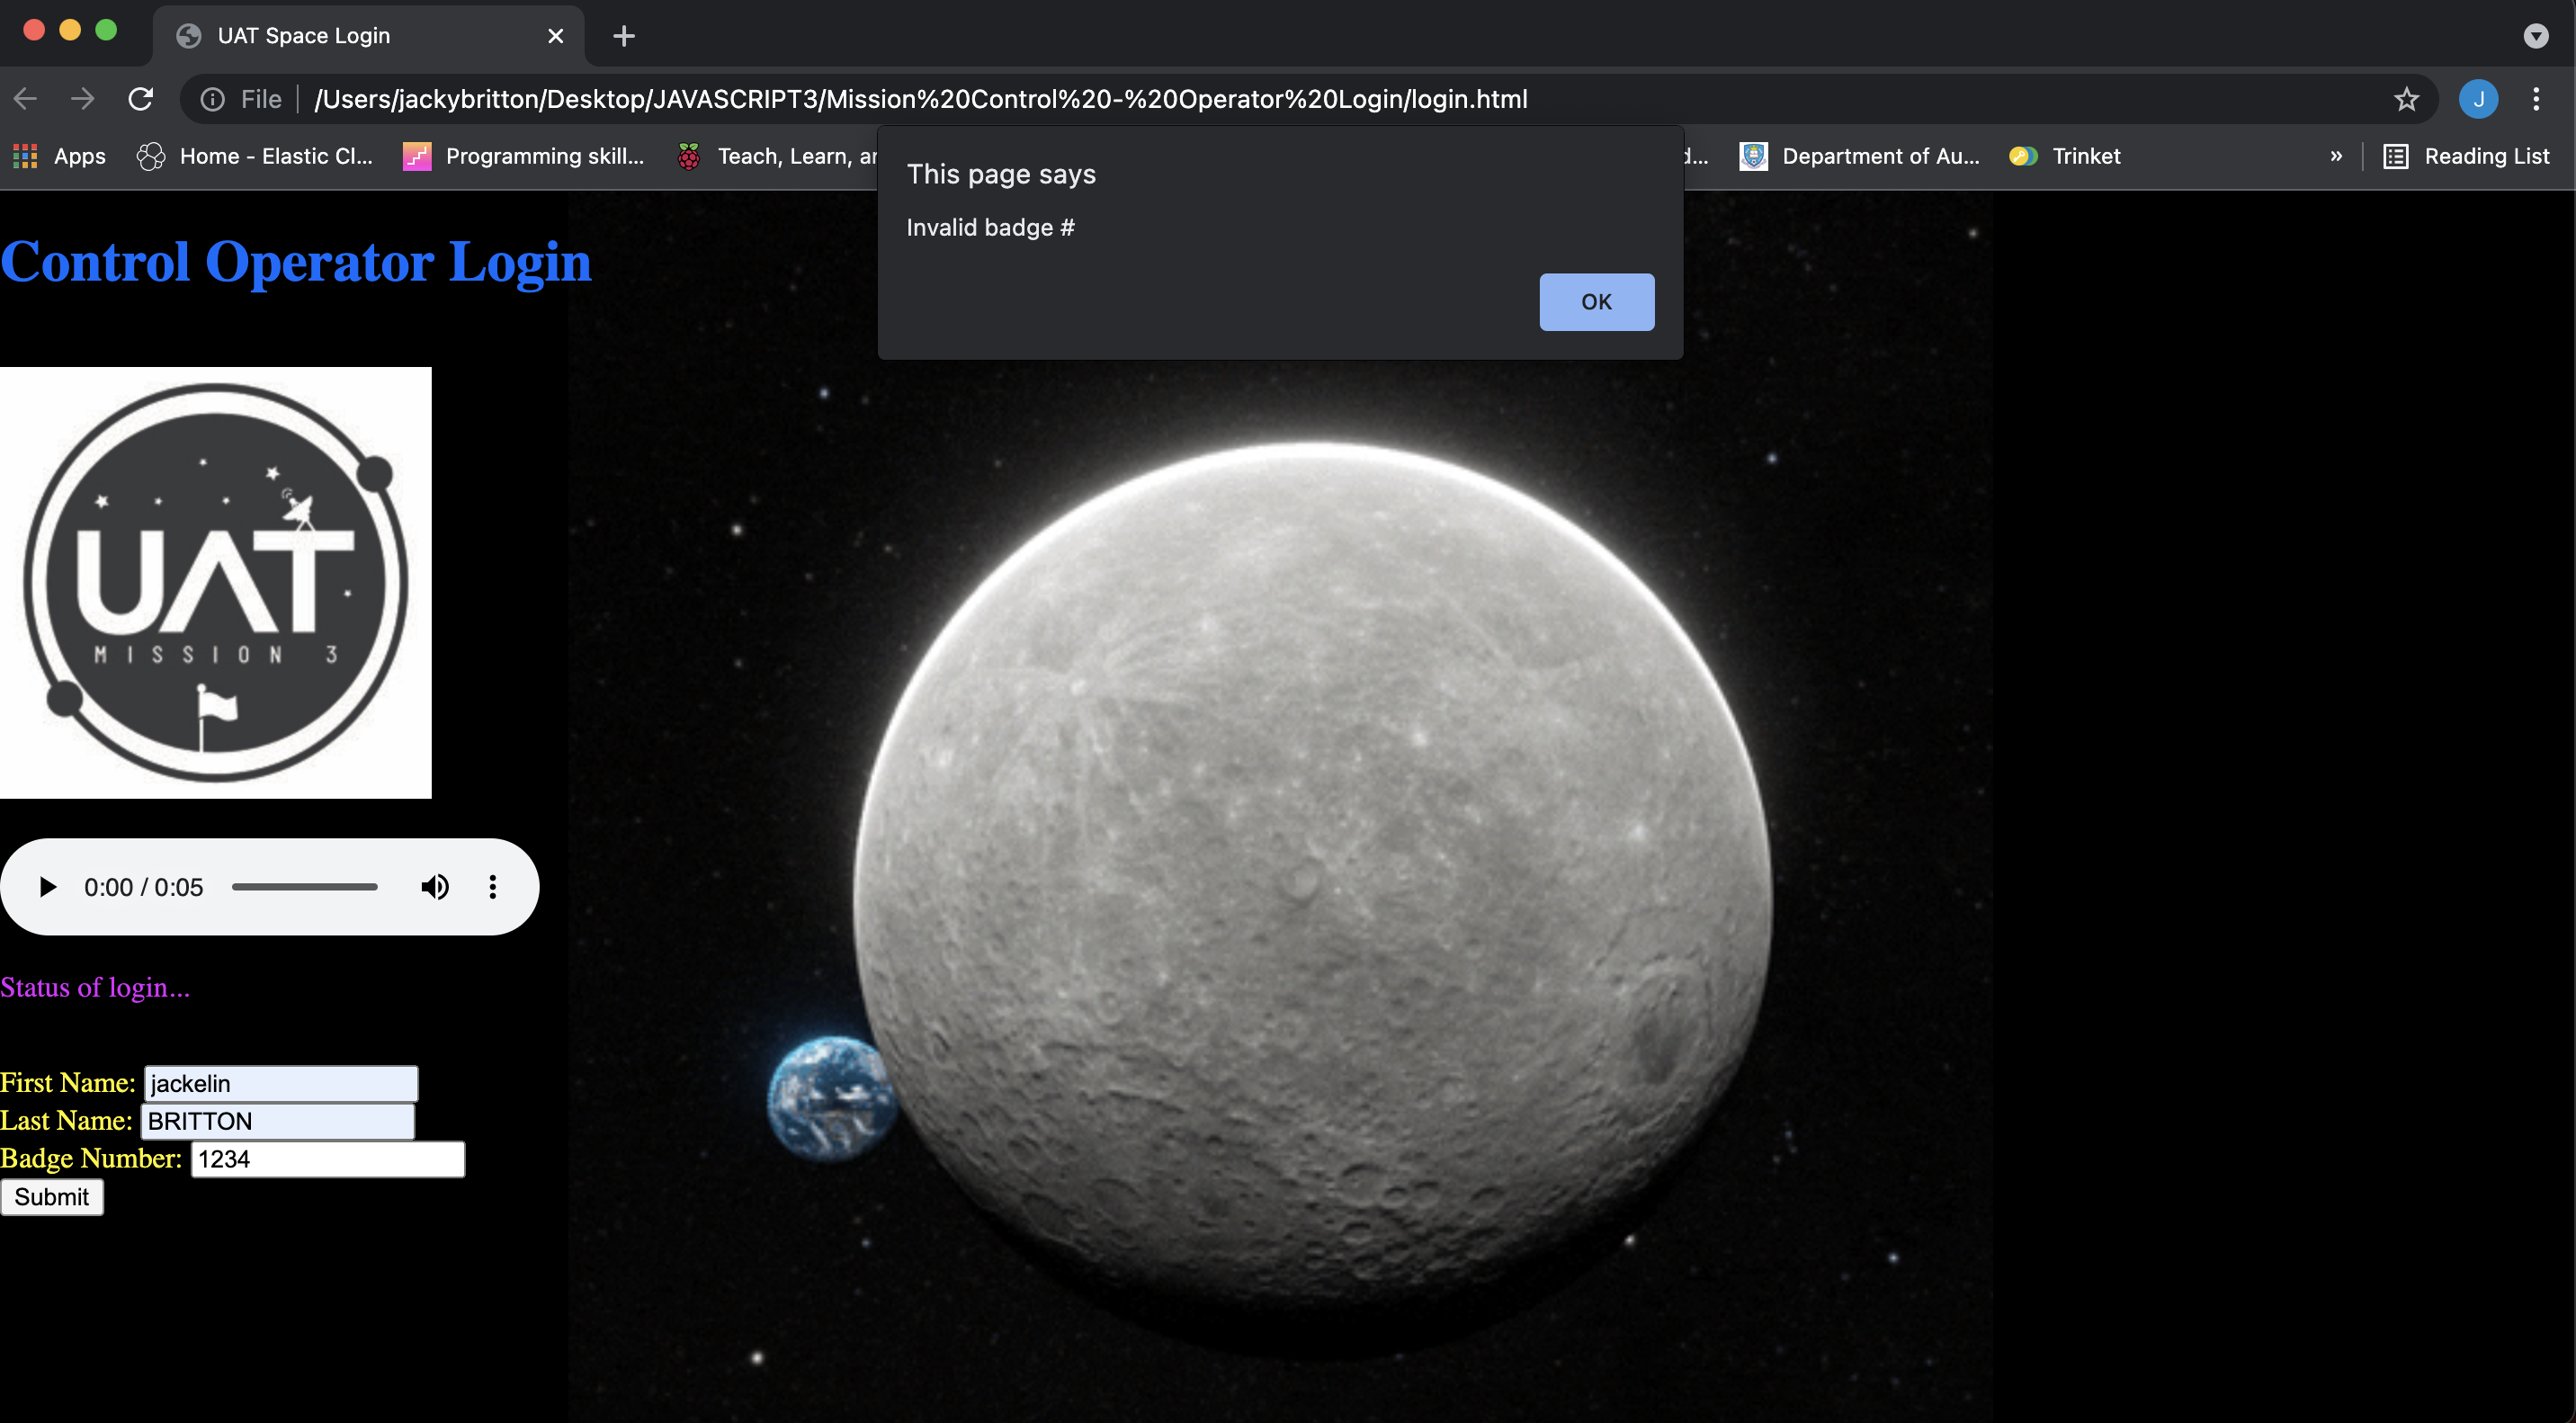 UAT Space Login
File
/Users/jackybritton/Desktop/JAVASCRIPT3/Mission%20Control%20-%20Operator%20Login/login.html
J
Apps
Home - Elastic Cl...
Programming skill...
Teach, Learn, ar
d...
Department of Au...
Trinket
»
Reading List
This page says
Invalid badge #
OK
Control Operator Login
UAT
MISSION 3
0:00 / 0:05
Status of login...
First Name: jackelin
Last Name: BRITTON
Badge Number: 1234
Submit